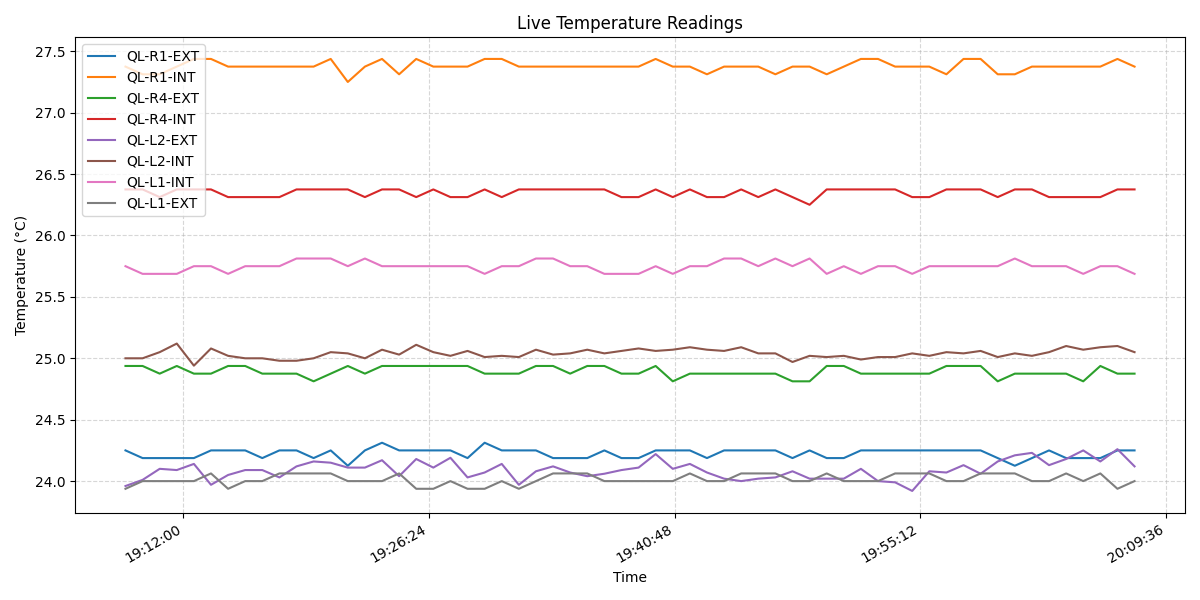 Live Temperature Readings
QL-R1-EXT
QL-R1-INT
QL-R4-EXT
QL-R4-INT
QL-L2-EXT
QL-L2-INT
QL-L1-INT
QL-L1-EXT
27.5
27.0
26.5
26.0
25.5
25.0
24.5
24.0
Temperature (°C)
19:12:00
19:26:24
19:40:48
19:55:12
20:09:36
Time